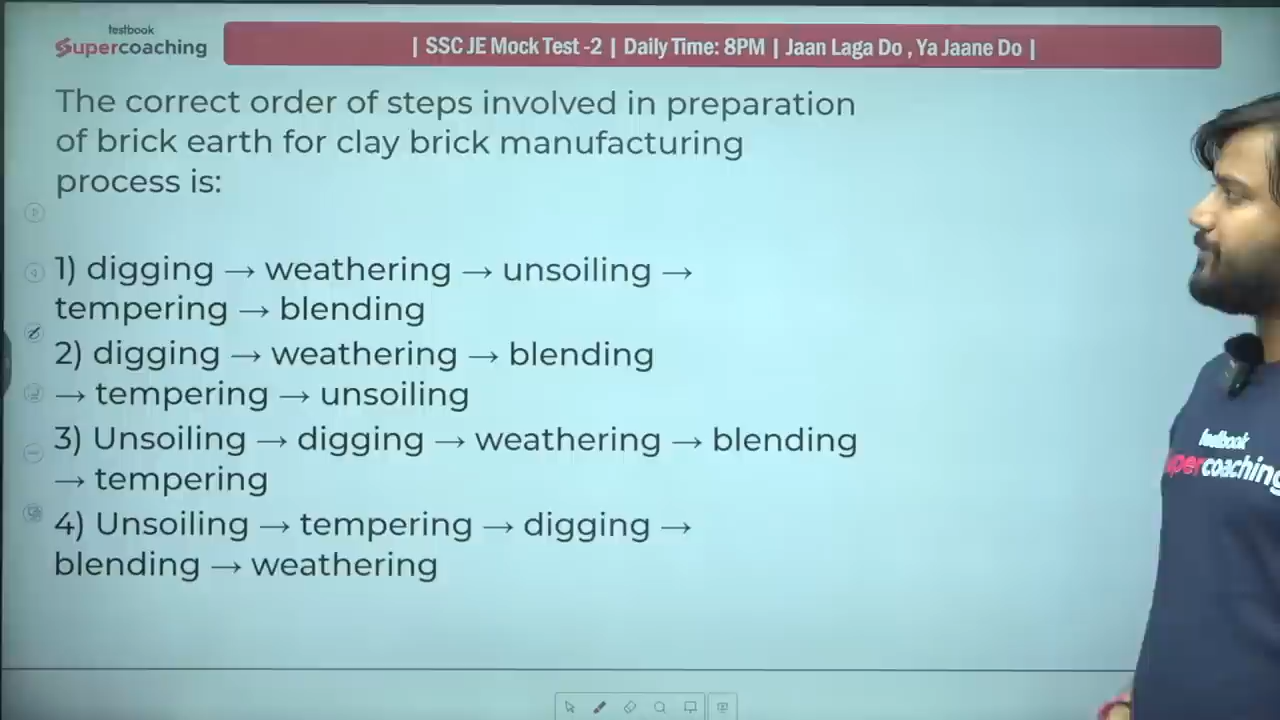 testbook
Supercoaching
| SSC JE Mock Test -2 | Daily Time: 8PM | Jaan Laga Do , Ya Jaane Do |
The correct order of steps involved in preparation
of brick earth for clay brick manufacturing
process is:
1) digging → weathering → unsoiling →
tempering → blending
2) digging → weathering → blending
→ tempering → unsoiling
3) Unsoiling → digging → weathering → blending
→ tempering
4) Unsoiling → tempering → digging →
blending → weathering
testbook
supercoaching